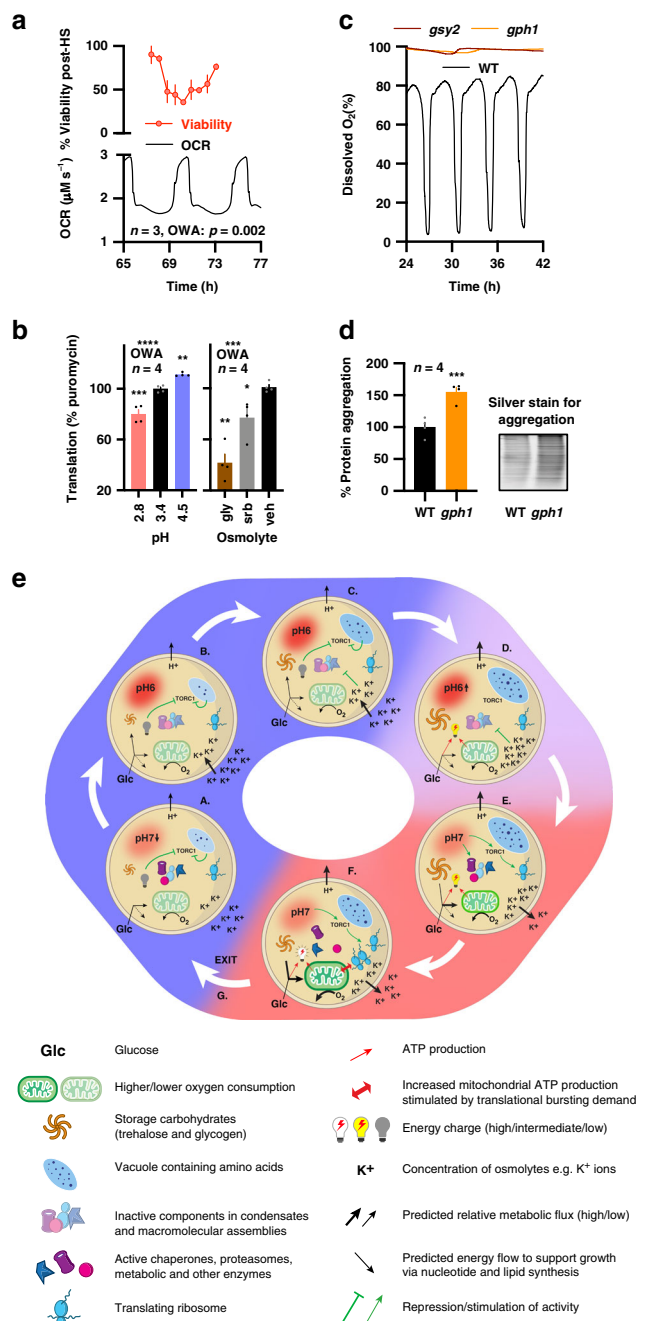 a
% Viability post-HS
100
50
0
Viability
OCR
OCR (μM s⁻¹)
3
2
1
n = 3, OWA: p = 0.002
65 69 73 77
Time (h)
c
gsy2 gph1
WT
Dissolved O₂(%)
100
80
60
40
20
0
24 30 36 42
Time (h)
b
Translation (% puromycin)
100
60
20
****
OWA
n = 4
***
**
2.8 3.4 4.5
pH
***
OWA
n = 4
**
*
gly srb veh
Osmolyte
d
% Protein aggregation
200
150
100
50
0
n = 4
***
WT gph1
Silver stain for
aggregation
WT gph1
e
A.
H⁺
pH7
TORC1
Glc
O₂
K⁺ K⁺ K⁺ K⁺ K⁺ K⁺
B.
H⁺
pH6
TORC1
Glc
O₂
K⁺ K⁺ K⁺ K⁺ K⁺ K⁺ K⁺ K⁺ K⁺
C.
H⁺
pH6
TORC1
Glc
O₂
K⁺ K⁺ K⁺ K⁺ K⁺ K⁺ K⁺ K⁺
D.
H⁺
pH6
TORC1
Glc
O₂
K⁺ K⁺ K⁺ K⁺ K⁺ K⁺ K⁺ K⁺
E.
H⁺
pH7
TORC1
Glc
O₂
K⁺ K⁺ K⁺ K⁺ K⁺ K⁺ K⁺ K⁺
F.
H⁺
pH7
TORC1
Glc
O₂
K⁺ K⁺ K⁺ K⁺ K⁺ K⁺
EXIT
G.
Glc Glucose
Higher/lower oxygen consumption
Storage carbohydrates
(trehalose and glycogen)
Vacuole containing amino acids
Inactive components in condensates
and macromolecular assemblies
Active chaperones, proteasomes,
metabolic and other enzymes
Translating ribosome
ATP production
Increased mitochondrial ATP production
stimulated by translational bursting demand
Energy charge (high/intermediate/low)
K⁺ Concentration of osmolytes e.g. K⁺ ions
Predicted relative metabolic flux (high/low)
Predicted energy flow to support growth
via nucleotide and lipid synthesis
Repression/stimulation of activity